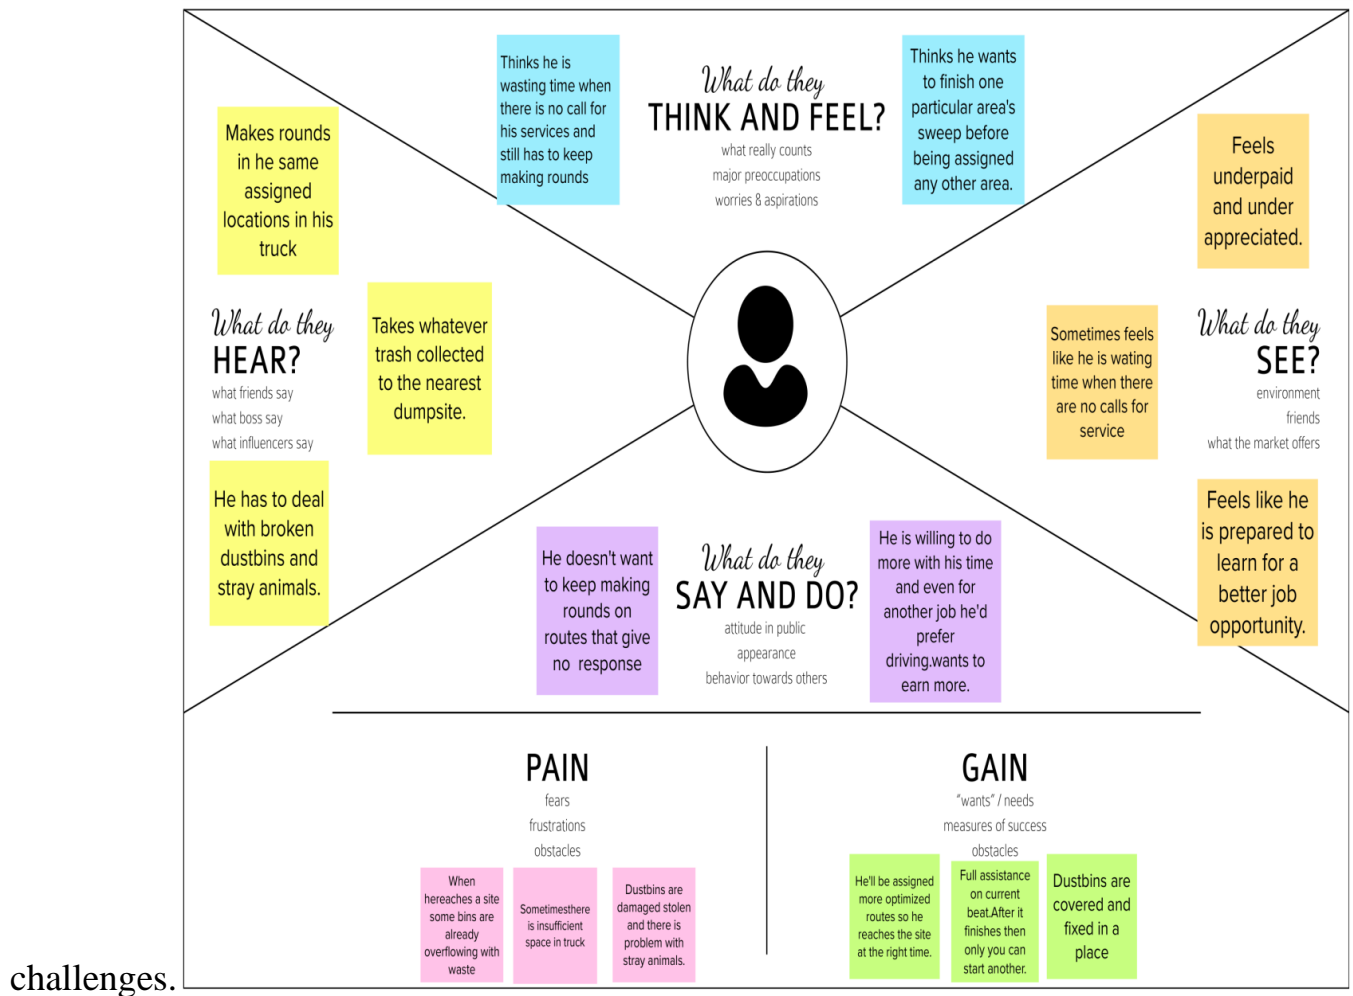 Thinks he is
wasting time when
there is no call for
his services and
still has to keep
making rounds
What do they
THINK AND FEEL?
what really counts
major preoccupations
worries & aspirations
Thinks he wants
to finish one
particular area's
sweep before
being assigned
any other area.
Makes rounds
in he same
assigned
locations in his
truck
What do they
HEAR?
what friends say
what boss say
what influencers say
Takes whatever
trash collected
to the nearest
dumpsite.
He has to deal
with broken
dustbins and
stray animals.
Feels
underpaid
and under
appreciated.
Sometimes feels
like he is wating
time when there
are no calls for
service
What do they
SEE?
environment
friends
what the market offers
Feels like he
is prepared to
learn for a
better job
opportunity.
He doesn't want
to keep making
rounds on
routes that give
no response
What do they
SAY AND DO?
attitude in public
appearance
behavior towards others
He is willing to do
more with his time
and even for
another job he'd
prefer
driving.wants to
earn more.
PAIN
fears
frustrations
obstacles
When
hereaches a site
some bins are
already
overflowing with
waste
Sometimesthere
is insufficient
space in truck
Dustbins are
damaged stolen
and there is
problem with
stray animals.
GAIN
"wants" / needs
measures of success
obstacles
He'll be assigned
more optimized
routes so he
reaches the site
at the right time.
Full assistance
on current
beat.After it
finishes then
only you can
start another.
Dustbins are
covered and
fixed in a
place
challenges.